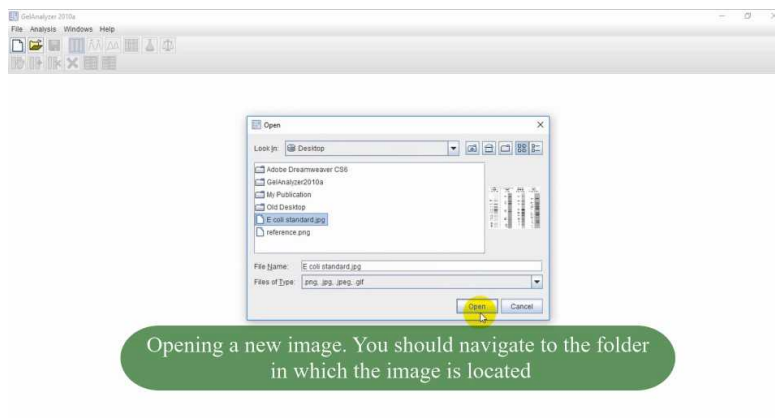 GelAnalyzer 2010a
File Analysis Windows Help
Open
Look In: Desktop
Adobe Dreamweaver CS6
GelAnalyzer2010a
My Publication
Old Desktop
E coli standard.jpg
reference.png
File Name: E coli standard.jpg
Files of Type: .png, .jpg, .jpeg, .gif
Open Cancel
Opening a new image. You should navigate to the folder
in which the image is located